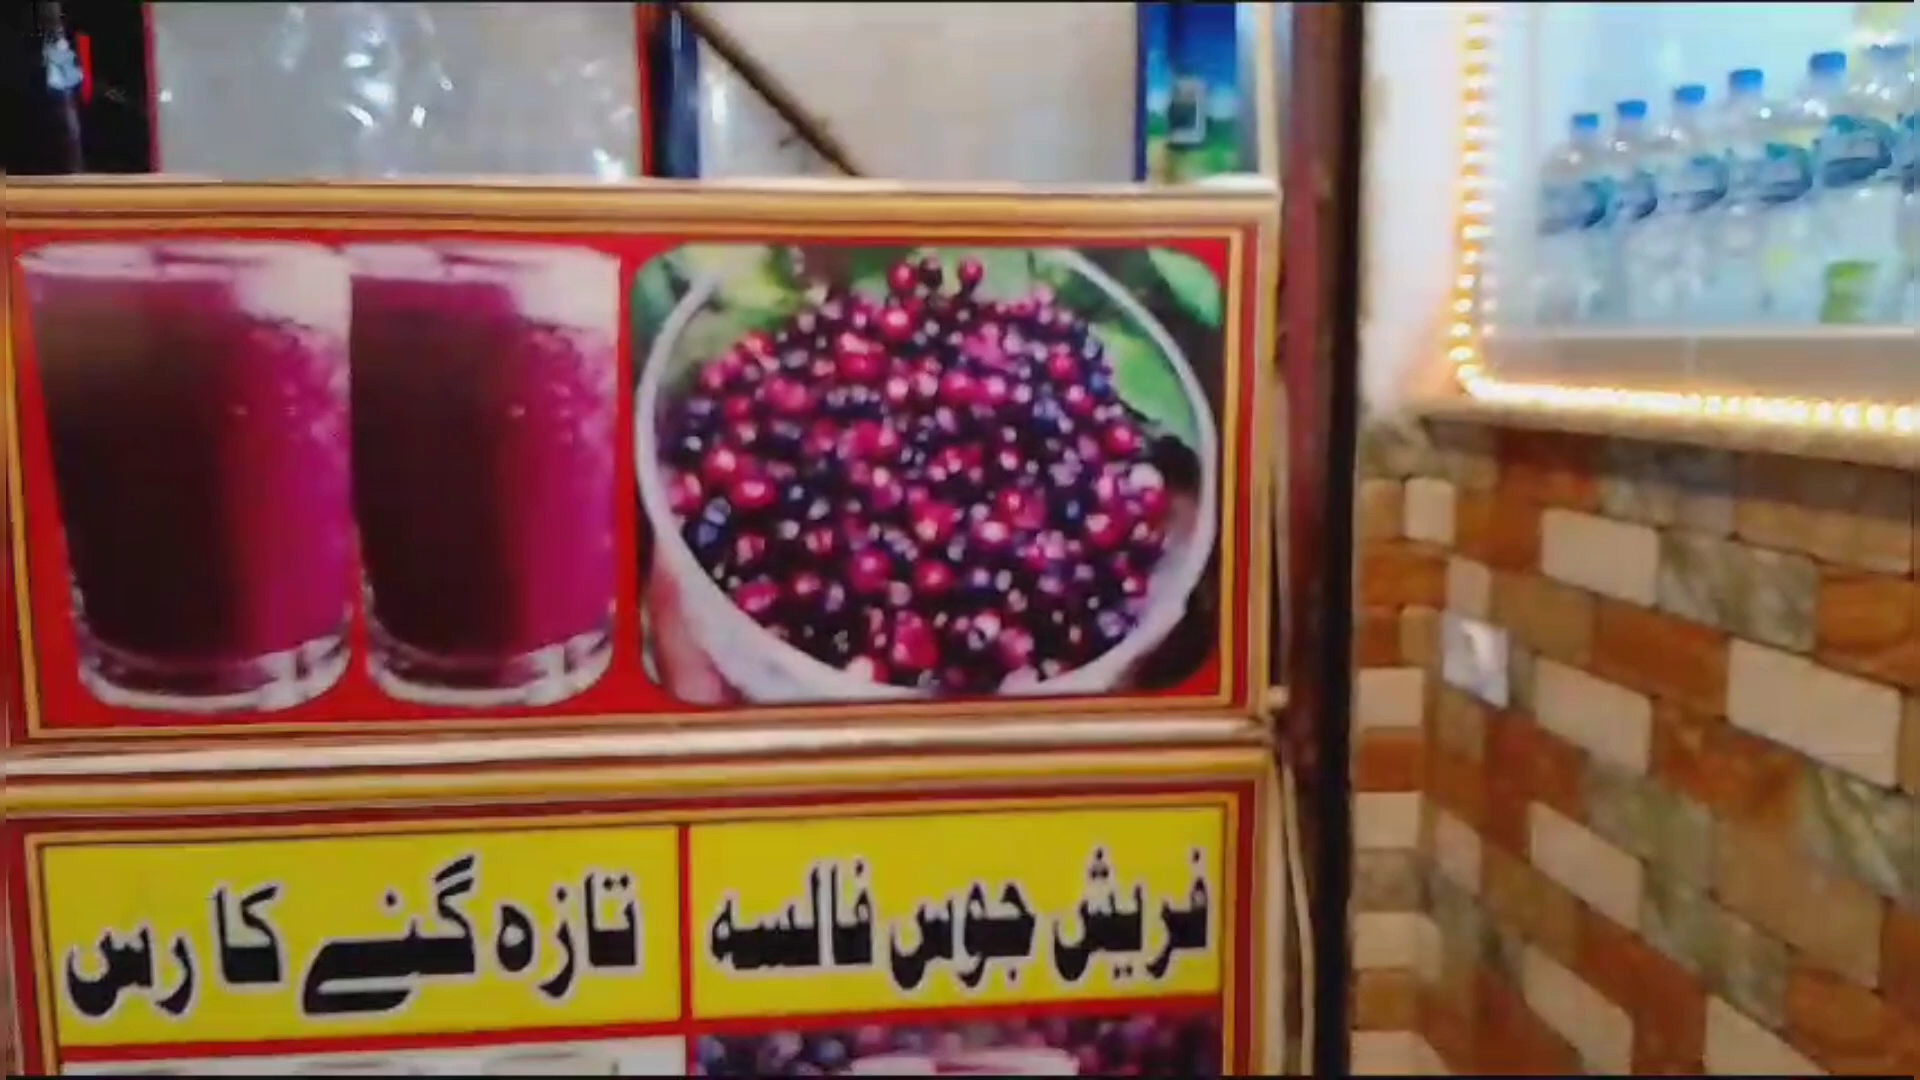 فریش جوس فالسہ
تازہ گنے کا رس